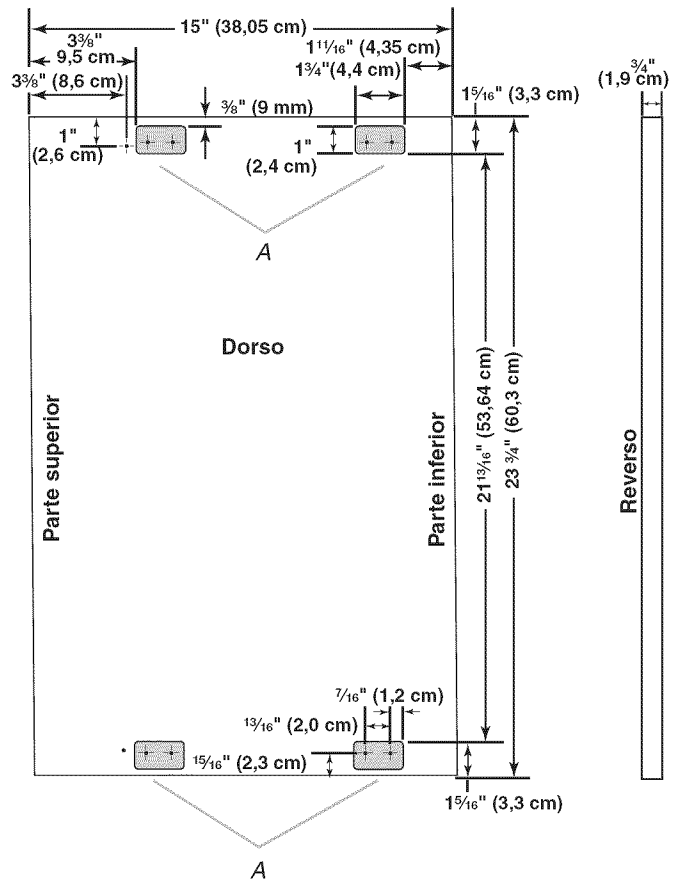 15" (38,05 cm)
3⅜"
9,5 cm
3⅜" (8,6 cm)
1¹¹⁄₁₆" (4,35 cm)
1¾"(4,4 cm)
1⁵⁄₁₆" (3,3 cm)
¾"
(1,9 cm)
⅜" (9 mm)
1"
(2,6 cm)
1"
(2,4 cm)
A
Dorso
Parte superior
Parte inferior
21¹³⁄₁₆" (53,64 cm)
23 ¾" (60,3 cm)
Reverso
⁷⁄₁₆" (1,2 cm)
¹³⁄₁₆" (2,0 cm)
¹⁵⁄₁₆" (2,3 cm)
1⁵⁄₁₆" (3,3 cm)
A